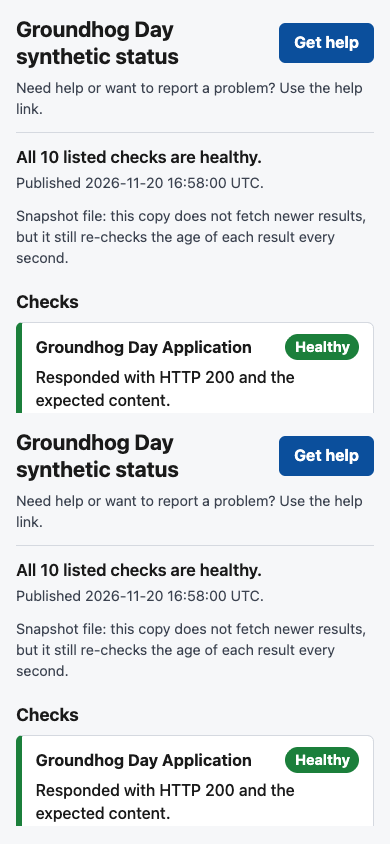 Groundhog Day
synthetic status
Get help
Need help or want to report a problem? Use the help
link.
All 10 listed checks are healthy.
Published 2026-11-20 16:58:00 UTC.
Snapshot file: this copy does not fetch newer results,
but it still re-checks the age of each result every
second.
Checks
Groundhog Day Application
Healthy
Responded with HTTP 200 and the
expected content.
Groundhog Day
synthetic status
Get help
Need help or want to report a problem? Use the help
link.
All 10 listed checks are healthy.
Published 2026-11-20 16:58:00 UTC.
Snapshot file: this copy does not fetch newer results,
but it still re-checks the age of each result every
second.
Checks
Groundhog Day Application
Healthy
Responded with HTTP 200 and the
expected content.